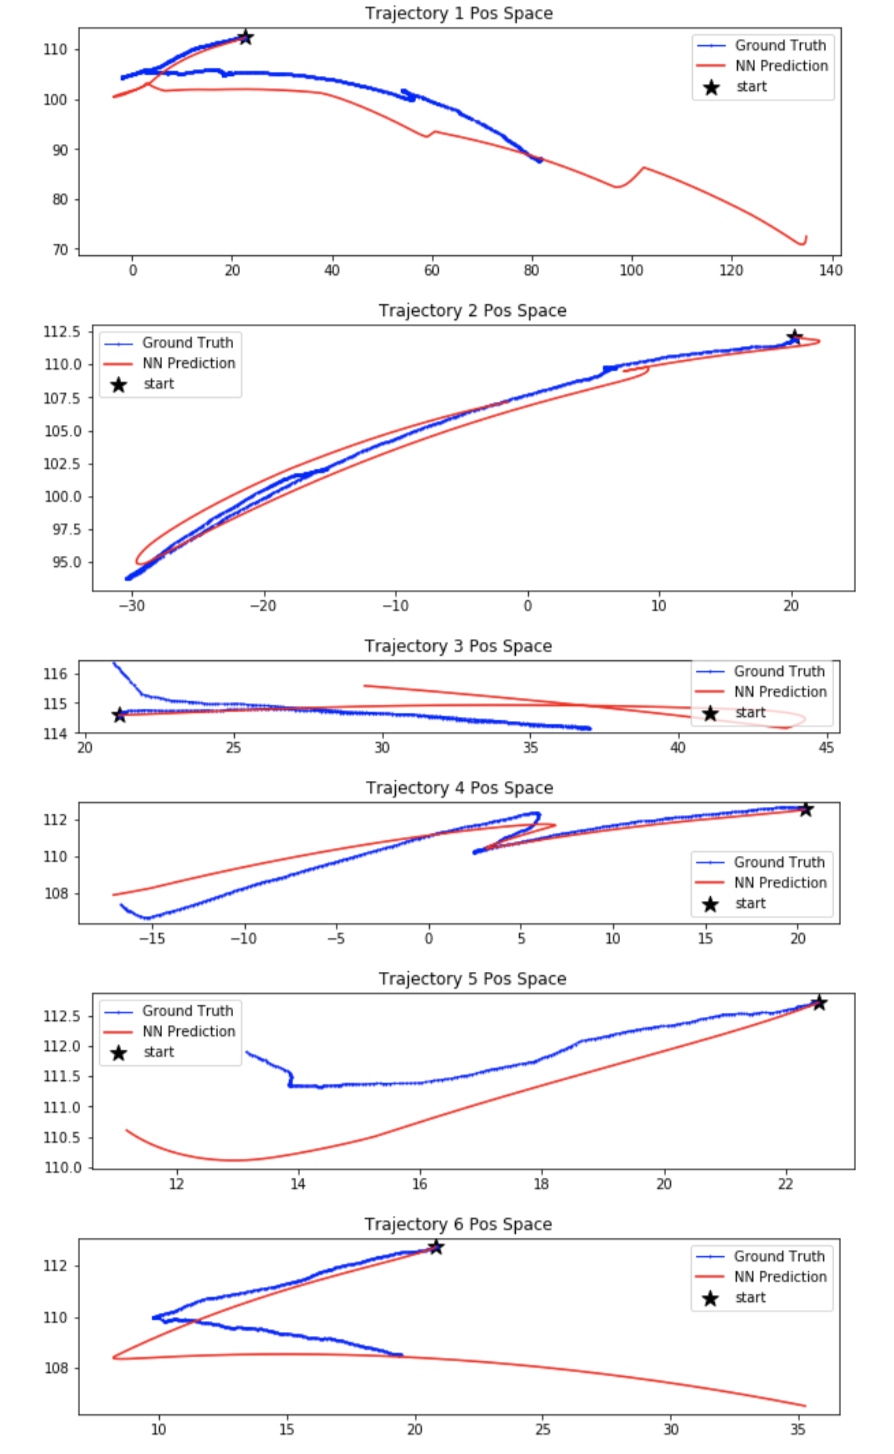 Trajectory 1 Pos Space
Ground Truth
NN Prediction
start
110
100
90
80
70
0 20 40 60 80 100 120 140
Trajectory 2 Pos Space
Ground Truth
NN Prediction
start
112.5
110.0
107.5
105.0
102.5
100.0
97.5
95.0
−30 −20 −10 0 10 20
Trajectory 3 Pos Space
Ground Truth
NN Prediction
start
116
115
114
20 25 30 35 40 45
Trajectory 4 Pos Space
Ground Truth
NN Prediction
start
112
110
108
−15 −10 −5 0 5 10 15 20
Trajectory 5 Pos Space
Ground Truth
NN Prediction
start
112.5
112.0
111.5
111.0
110.5
110.0
12 14 16 18 20 22
Trajectory 6 Pos Space
Ground Truth
NN Prediction
start
112
110
108
10 15 20 25 30 35